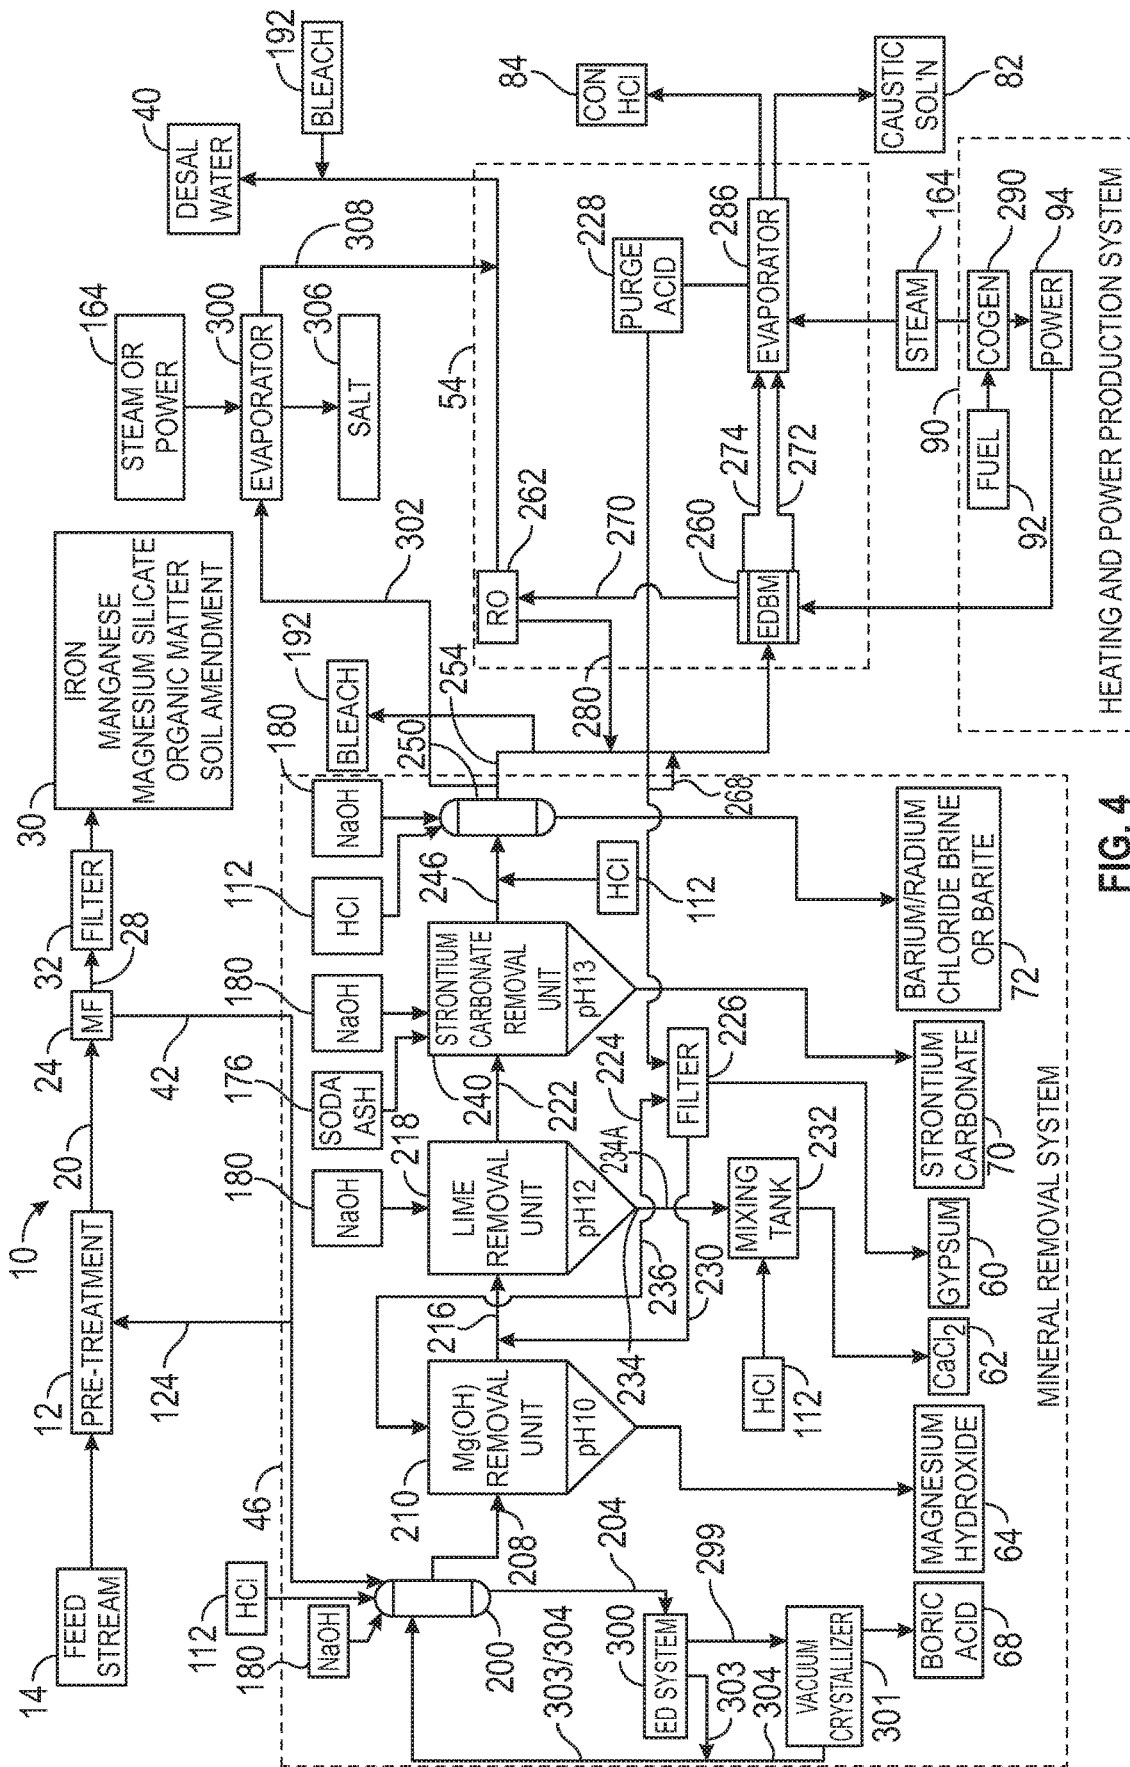 10
14
FEED
STREAM
12
PRE-TREATMENT
124
20
24
MF
42
28
32
FILTER
30
IRON
MANGANESE
MAGNESIUM SILICATE
ORGANIC MATTER
SOIL AMENDMENT
164
STEAM OR
POWER
300
EVAPORATOR
306
SALT
302
308
40
DESAL
WATER
192
BLEACH
46
112
HCl
180
NaOH
200
208
204
210
Mg(OH)
REMOVAL
UNIT
pH10
216
180
NaOH
218
LIME
REMOVAL
UNIT
pH12
222
176
SODA
ASH
180
NaOH
240
STRONTIUM
CARBONATE
REMOVAL
UNIT
pH13
246
112
HCl
180
NaOH
250
254
192
BLEACH
HCl
112
303/304
300
ED SYSTEM
299
303
304
VACUUM
CRYSTALLIZER
301
234
236
230
234A
224
226
FILTER
MIXING
TANK
232
HCl
112
268
280
54
262
RO
270
260
EDBM
274
272
228
PURGE
ACID
286
EVAPORATOR
84
CON
HCl
CAUSTIC
SOL'N
82
90
164
STEAM
290
COGEN
94
POWER
FUEL
92
HEATING AND POWER PRODUCTION SYSTEM
BORIC
ACID
68
MAGNESIUM
HYDROXIDE
64
CaCl2
62
GYPSUM
60
STRONTIUM
CARBONATE
70
BARIUM/RADIUM
CHLORIDE BRINE
OR BARITE
72
MINERAL REMOVAL SYSTEM
FIG. 4